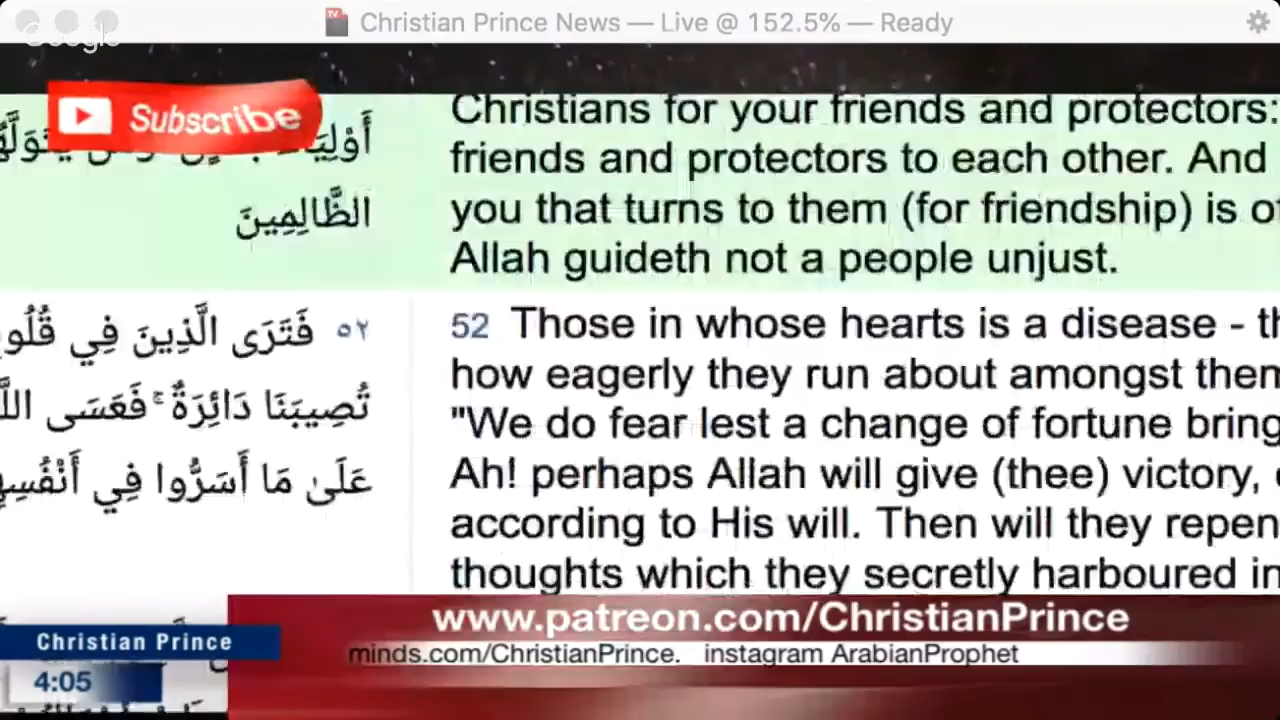 Christian Prince News — Live @ 152.5% — Ready
Google
Subscribe
Christians for your friends and protectors:
friends and protectors to each other. And
you that turns to them (for friendship) is
Allah guideth not a people unjust.
الظَّالِمِينَ
٥٢ فَتَرَى الَّذِينَ فِي
تُصِيبَنَا دَائِرَةٌ ۚ فَعَسَى
عَلَىٰ مَا أَسَرُّوا فِي
52 Those in whose hearts is a disease -
how eagerly they run about amongst
"We do fear lest a change of fortune bring
Ah! perhaps Allah will give (thee) victory,
according to His will. Then will they
thoughts which they secretly harboured in
www.patreon.com/ChristianPrince
minds.com/ChristianPrince. instagram ArabianProphet
Christian Prince
4:05